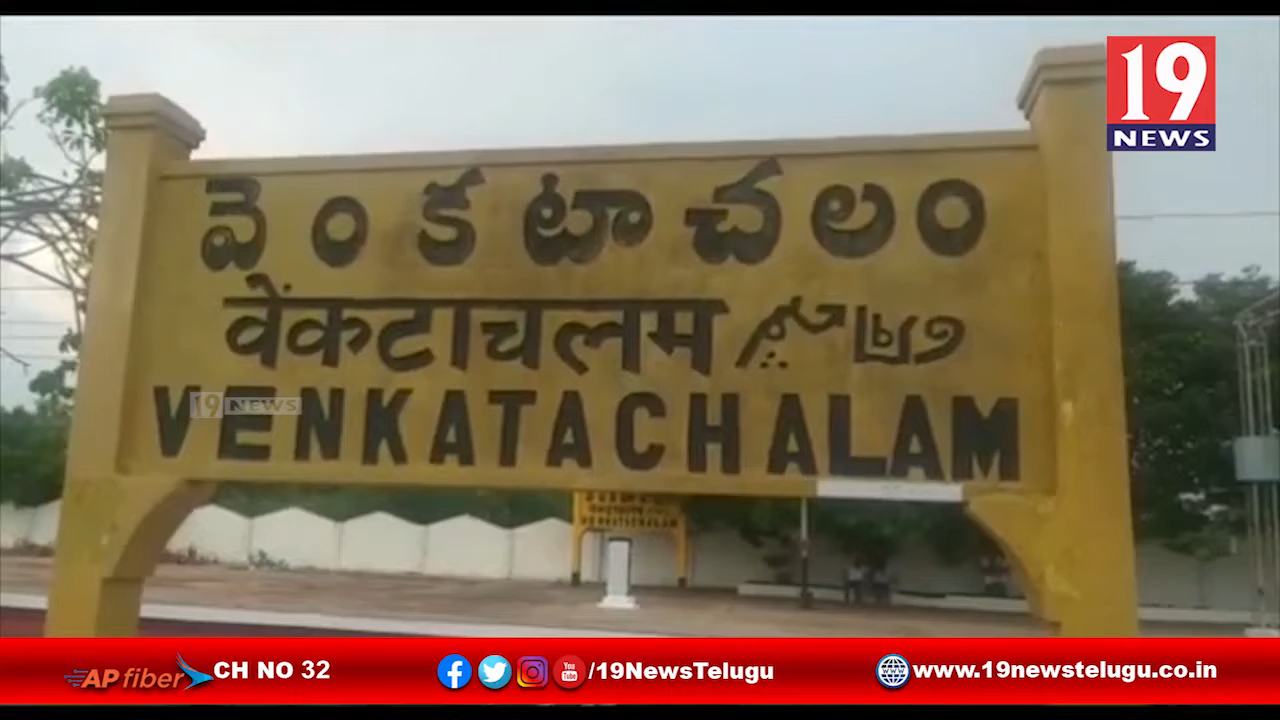 19
NEWS
వెంకటాచలం
वेंकटाचलम
VENKATACHALAM
19 NEWS
VENKATACHALAM
AP fiber CH NO 32
/19NewsTelugu
www.19newstelugu.co.in